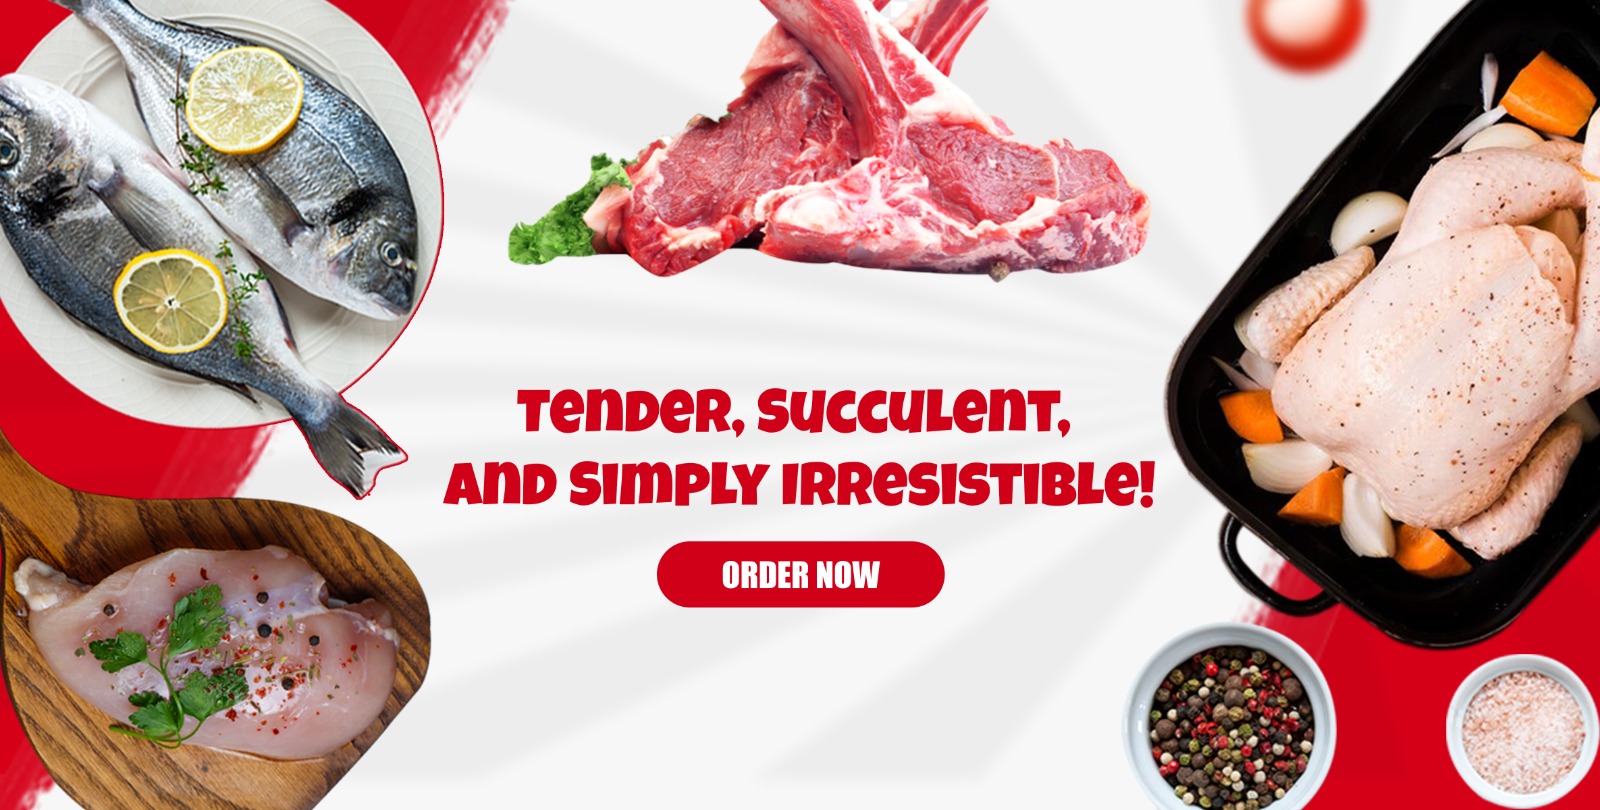 Tender, Succulent,
and Simply Irresistible!
ORDER NOW